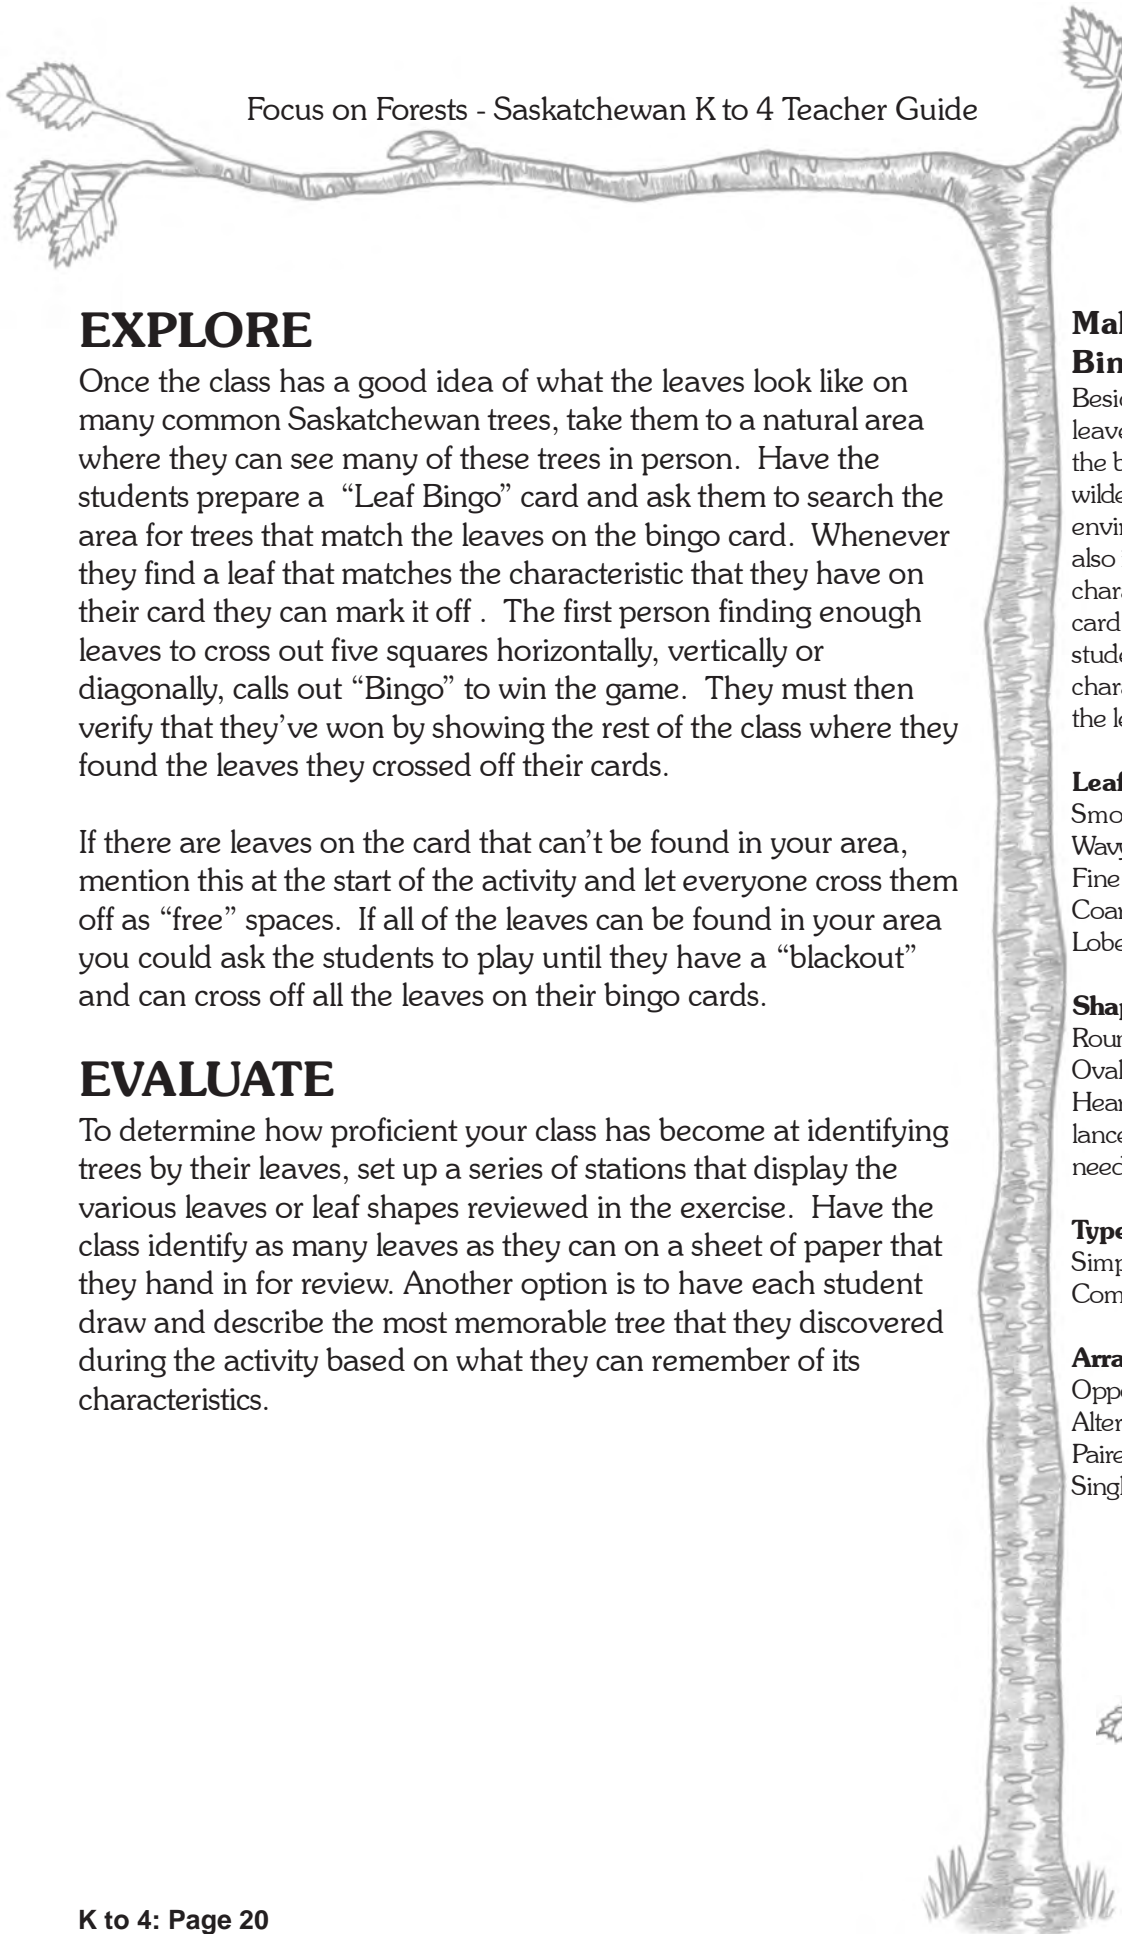 Focus on Forests - Saskatchewan K to 4 Teacher Guide
EXPLORE
Once the class has a good idea of what the leaves look like on
many common Saskatchewan trees, take them to a natural area
where they can see many of these trees in person.  Have the
students prepare a  “Leaf Bingo” card and ask them to search the
area for trees that match the leaves on the bingo card.  Whenever
they find a leaf that matches the characteristic that they have on
their card they can mark it off .  The first person finding enough
leaves to cross out five squares horizontally, vertically or
diagonally, calls out “Bingo” to win the game.  They must then
verify that they’ve won by showing the rest of the class where they
found the leaves they crossed off their cards.
If there are leaves on the card that can’t be found in your area,
mention this at the start of the activity and let everyone cross them
off as “free” spaces.  If all of the leaves can be found in your area
you could ask the students to play until they have a “blackout”
and can cross off all the leaves on their bingo cards.
EVALUATE
To determine how proficient your class has become at identifying
trees by their leaves, set up a series of stations that display the
various leaves or leaf shapes reviewed in the exercise.  Have the
class identify as many leaves as they can on a sheet of paper that
they hand in for review. Another option is to have each student
draw and describe the most memorable tree that they discovered
during the activity based on what they can remember of its
characteristics.
the
also
card
the
Fine
K to 4: Page 20